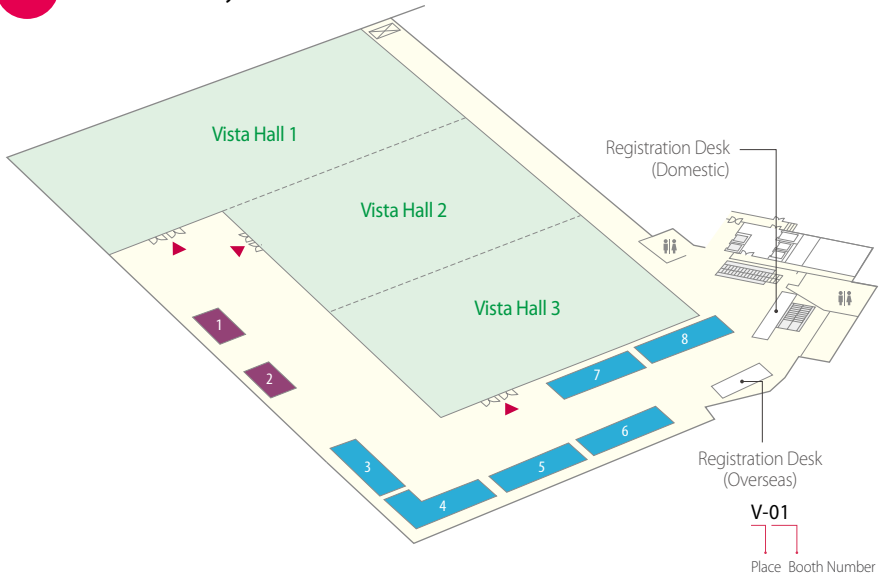 Vista Hall 1
Registration Desk
(Domestic)
Vista Hall 2
Vista Hall 3
1
8
2
7
6
3
5
4
Registration Desk
(Overseas)
V-01
Place Booth Number